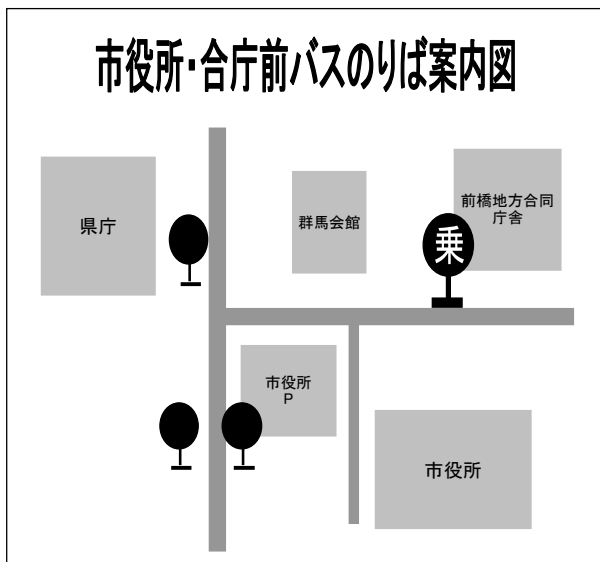 市役所・合庁前バスのりば案内図
県庁
群馬会館
前橋地方合同
庁舎
乗
市役所
P
市役所